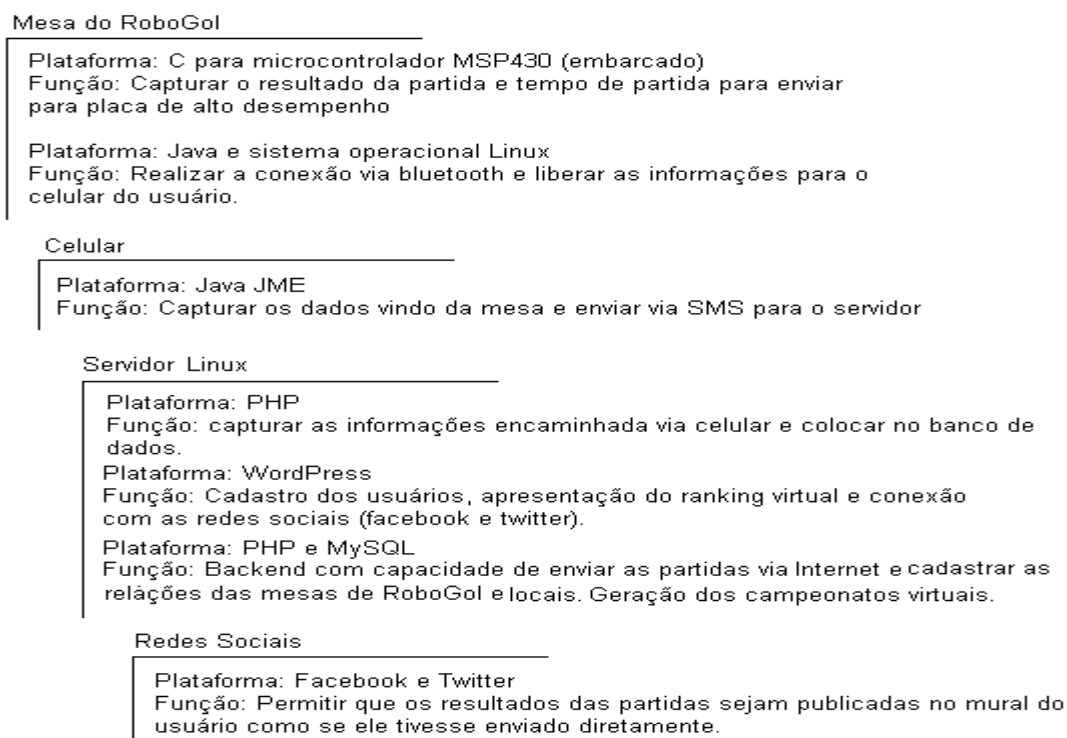 Mesa do RoboGol
Plataforma: C para microcontrolador MSP430 (embarcado)
Função: Capturar o resultado da partida e tempo de partida para enviar
para placa de alto desempenho
Plataforma: Java e sistema operacional Linux
Função: Realizar a conexão via bluetooth e liberar as informações para o
celular do usuário.
Celular
Plataforma: Java JME
Função: Capturar os dados vindo da mesa e enviar via SMS para o servidor
Servidor Linux
Plataforma: PHP
Função: capturar as informações encaminhada via celular e colocar no banco de
dados.
Plataforma: WordPress
Função: Cadastro dos usuários, apresentação do ranking virtual e conexão
com as redes sociais (facebook e twitter).
Plataforma: PHP e MySQL
Função: Backend com capacidade de enviar as partidas via Internet e cadastrar as
relações das mesas de RoboGol e locais. Geração dos campeonatos virtuais.
Redes Sociais
Plataforma: Facebook e Twitter
Função: Permitir que os resultados das partidas sejam publicadas no mural do
usuário como se ele tivesse enviado diretamente.